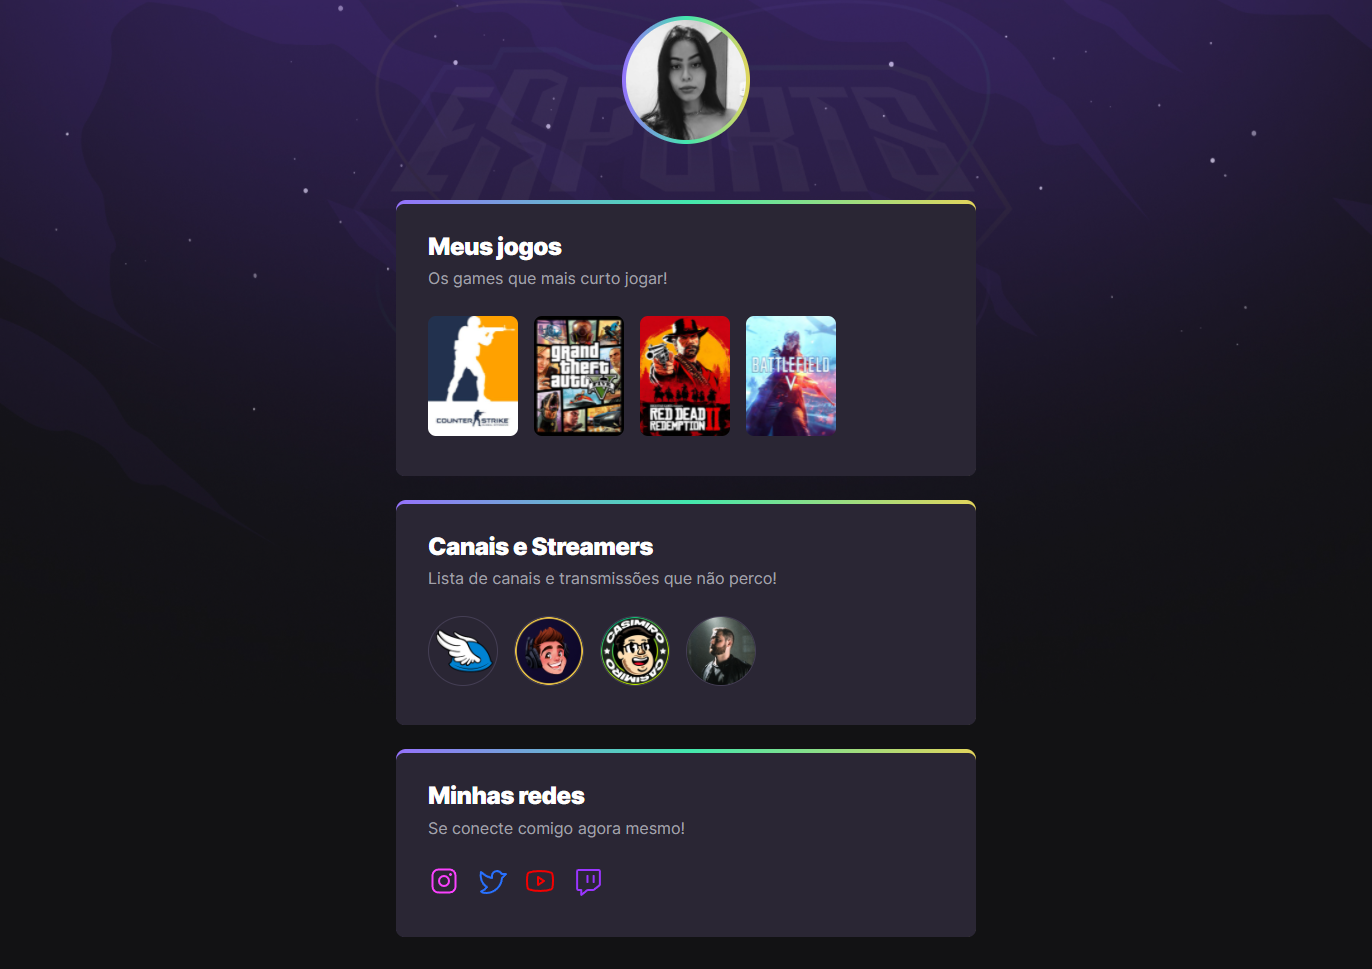 ESPORTS
Meus jogos
Os games que mais curto jogar!
COUNTER STRIKE
grand
theft
auto
V
RED DEAD
REDEMPTION II
BATTLEFIELD
V
Canais e Streamers
Lista de canais e transmissões que não perco!
CASIMIRO
CASIMIRO
Minhas redes
Se conecte comigo agora mesmo!